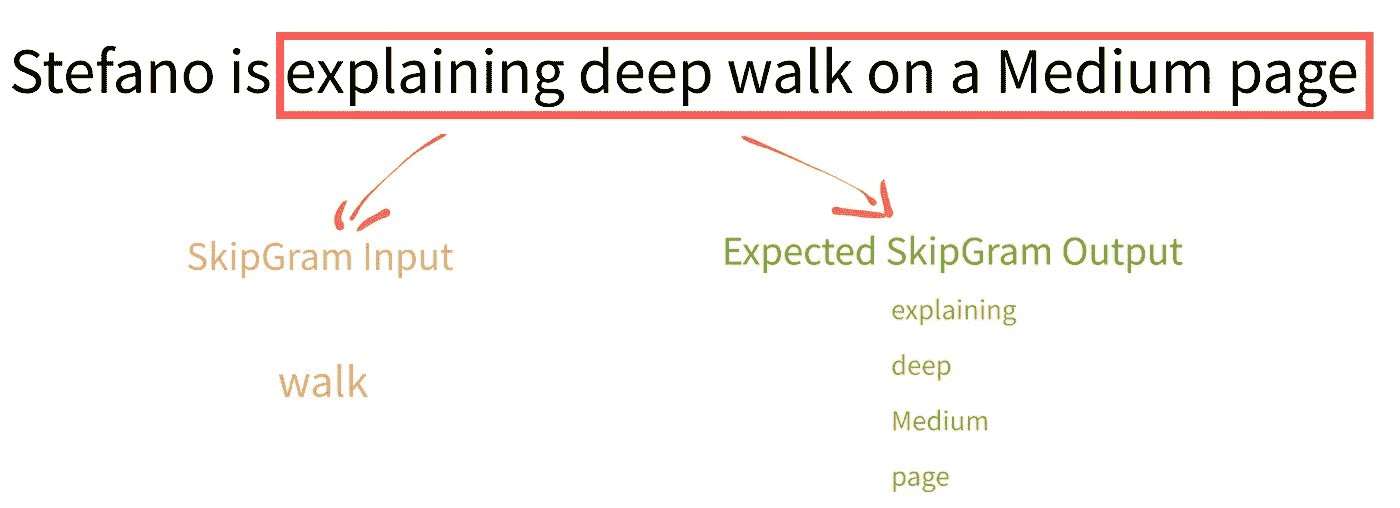 Stefano is explaining deep walk on a Medium page
SkipGram Input
Expected SkipGram Output
explaining
walk
deep
Medium
page